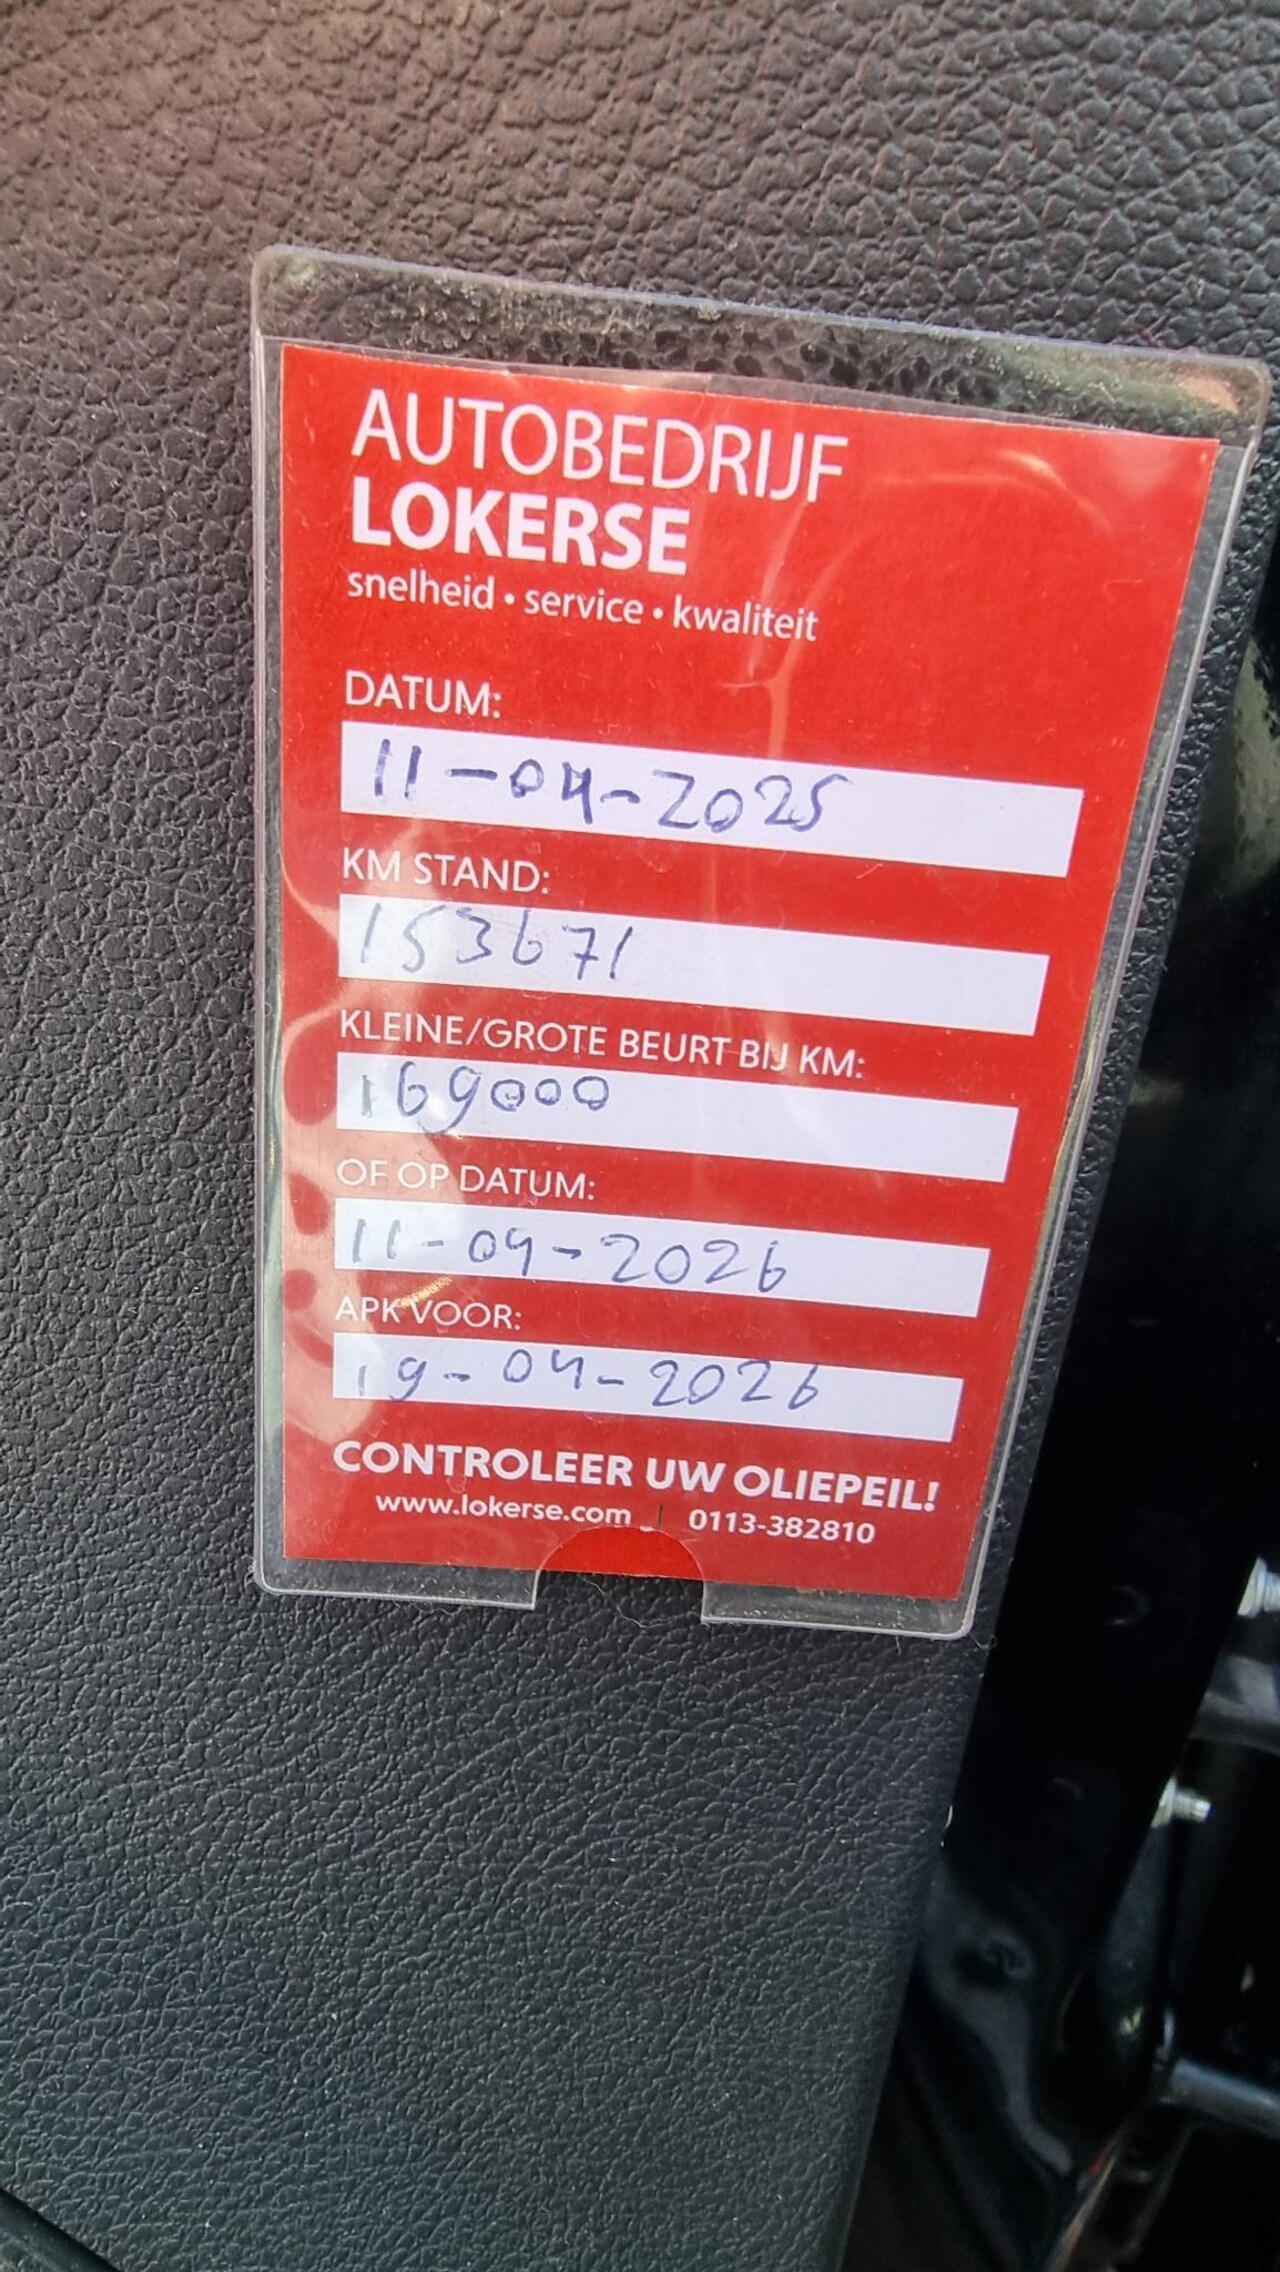 AUTOBEDRIJF
LOKERSE
snelheid • service • kwaliteit
DATUM:
11-04-2025
KM STAND:
153671
KLEINE/GROTE BEURT BIJ KM:
169000
OF OP DATUM:
11-04-2026
APK VOOR:
19-04-2026
CONTROLEER UW OLIEPEIL!
www.lokerse.com | 0113-382810